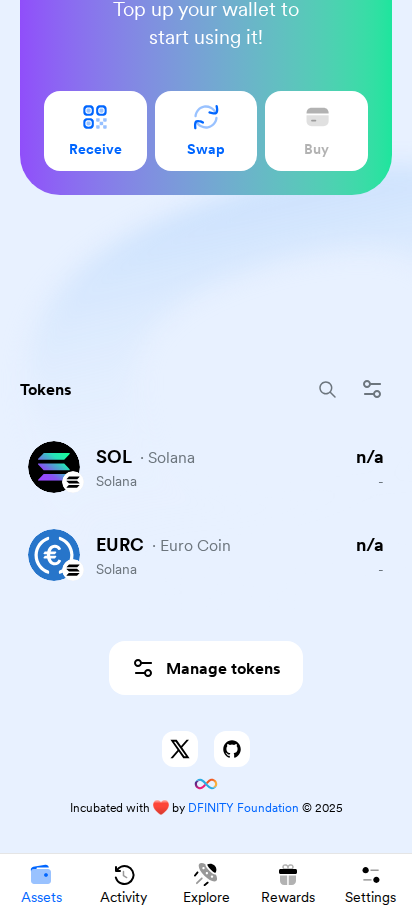 Top up your wallet to
start using it!
Receive
Swap
Buy
Tokens
SOL · Solana
n/a
Solana
-
EURC · Euro Coin
n/a
Solana
-
Manage tokens
Incubated with ❤️ by DFINITY Foundation © 2025
Assets
Activity
Explore
Rewards
Settings